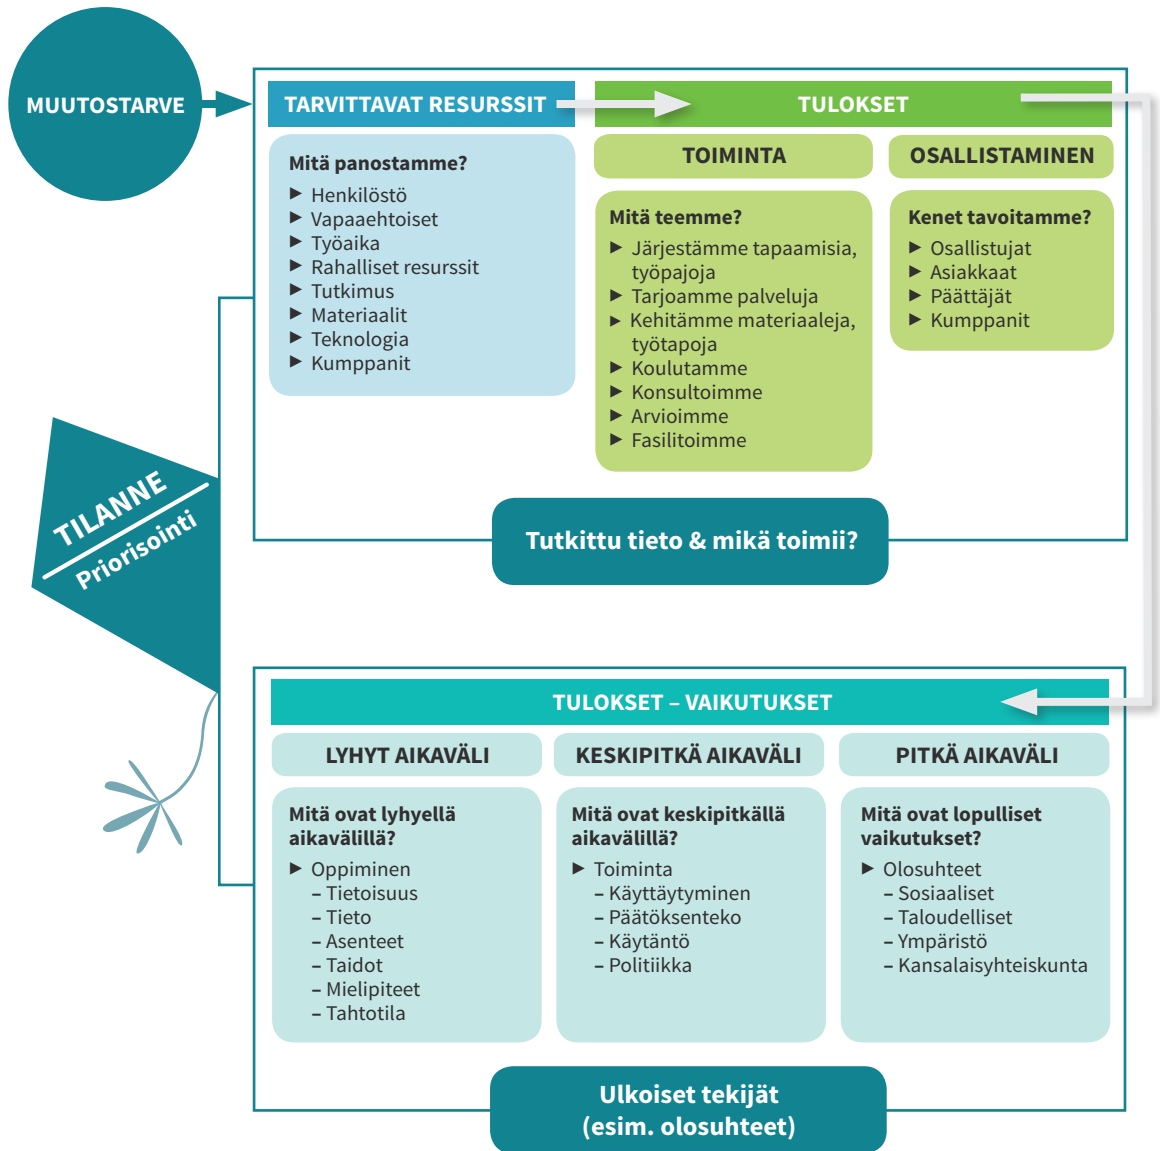 MUUTOSTARVE
TARVITTAVAT RESURSSIT
Mitä panostamme?
► Henkilöstö
► Vapaaehtoiset
► Työaika
► Rahalliset resurssit
► Tutkimus
► Materiaalit
► Teknologia
► Kumppanit
TULOKSET
TOIMINTA
Mitä teemme?
► Järjestämme tapaamisia,
työpajoja
► Tarjoamme palveluja
► Kehitämme materiaaleja,
työtapoja
► Koulutamme
► Konsultoimme
► Arvioimme
► Fasilitoimme
OSALLISTAMINEN
Kenet tavoitamme?
► Osallistujat
► Asiakkaat
► Päättäjät
► Kumppanit
Tutkittu tieto & mikä toimii?
TILANNE
Priorisointi
TULOKSET – VAIKUTUKSET
LYHYT AIKAVÄLI
Mitä ovat lyhyellä
aikavälillä?
► Oppiminen
– Tietoisuus
– Tieto
– Asenteet
– Taidot
– Mielipiteet
– Tahtotila
KESKIPITKÄ AIKAVÄLI
Mitä ovat keskipitkällä
aikavälillä?
► Toiminta
– Käyttäytyminen
– Päätöksenteko
– Käytäntö
– Politiikka
PITKÄ AIKAVÄLI
Mitä ovat lopulliset
vaikutukset?
► Olosuhteet
– Sosiaaliset
– Taloudelliset
– Ympäristö
– Kansalaisyhteiskunta
Ulkoiset tekijät
(esim. olosuhteet)